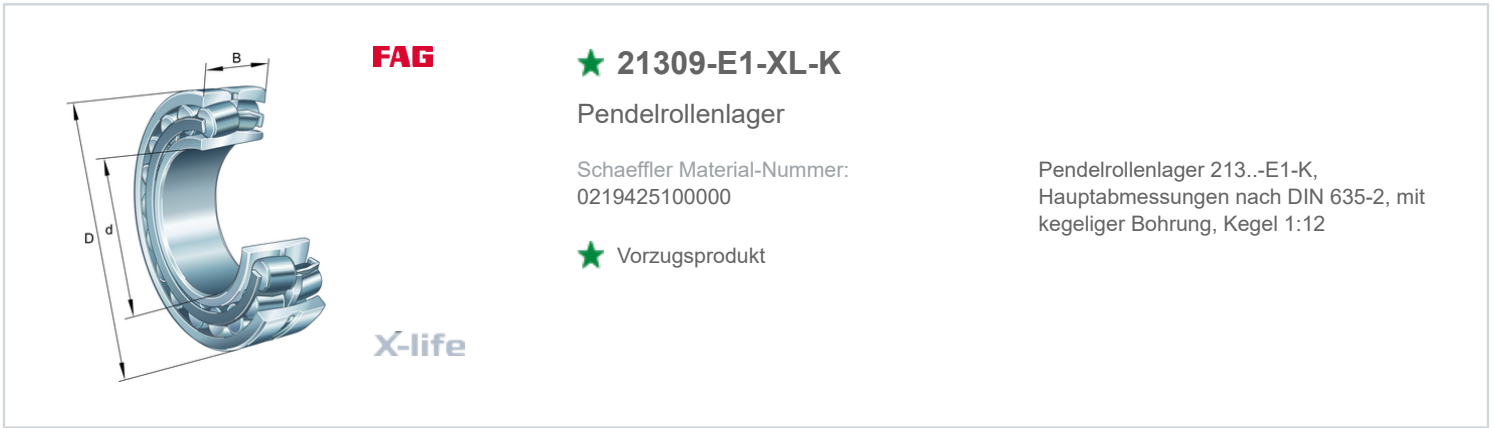 B
D
d
FAG
X-life
21309-E1-XL-K
Pendelrollenlager
Schaeffler Material-Nummer:
0219425100000
Vorzugsprodukt
Pendelrollenlager 213..-E1-K,
Hauptabmessungen nach DIN 635-2, mit
kegeliger Bohrung, Kegel 1:12